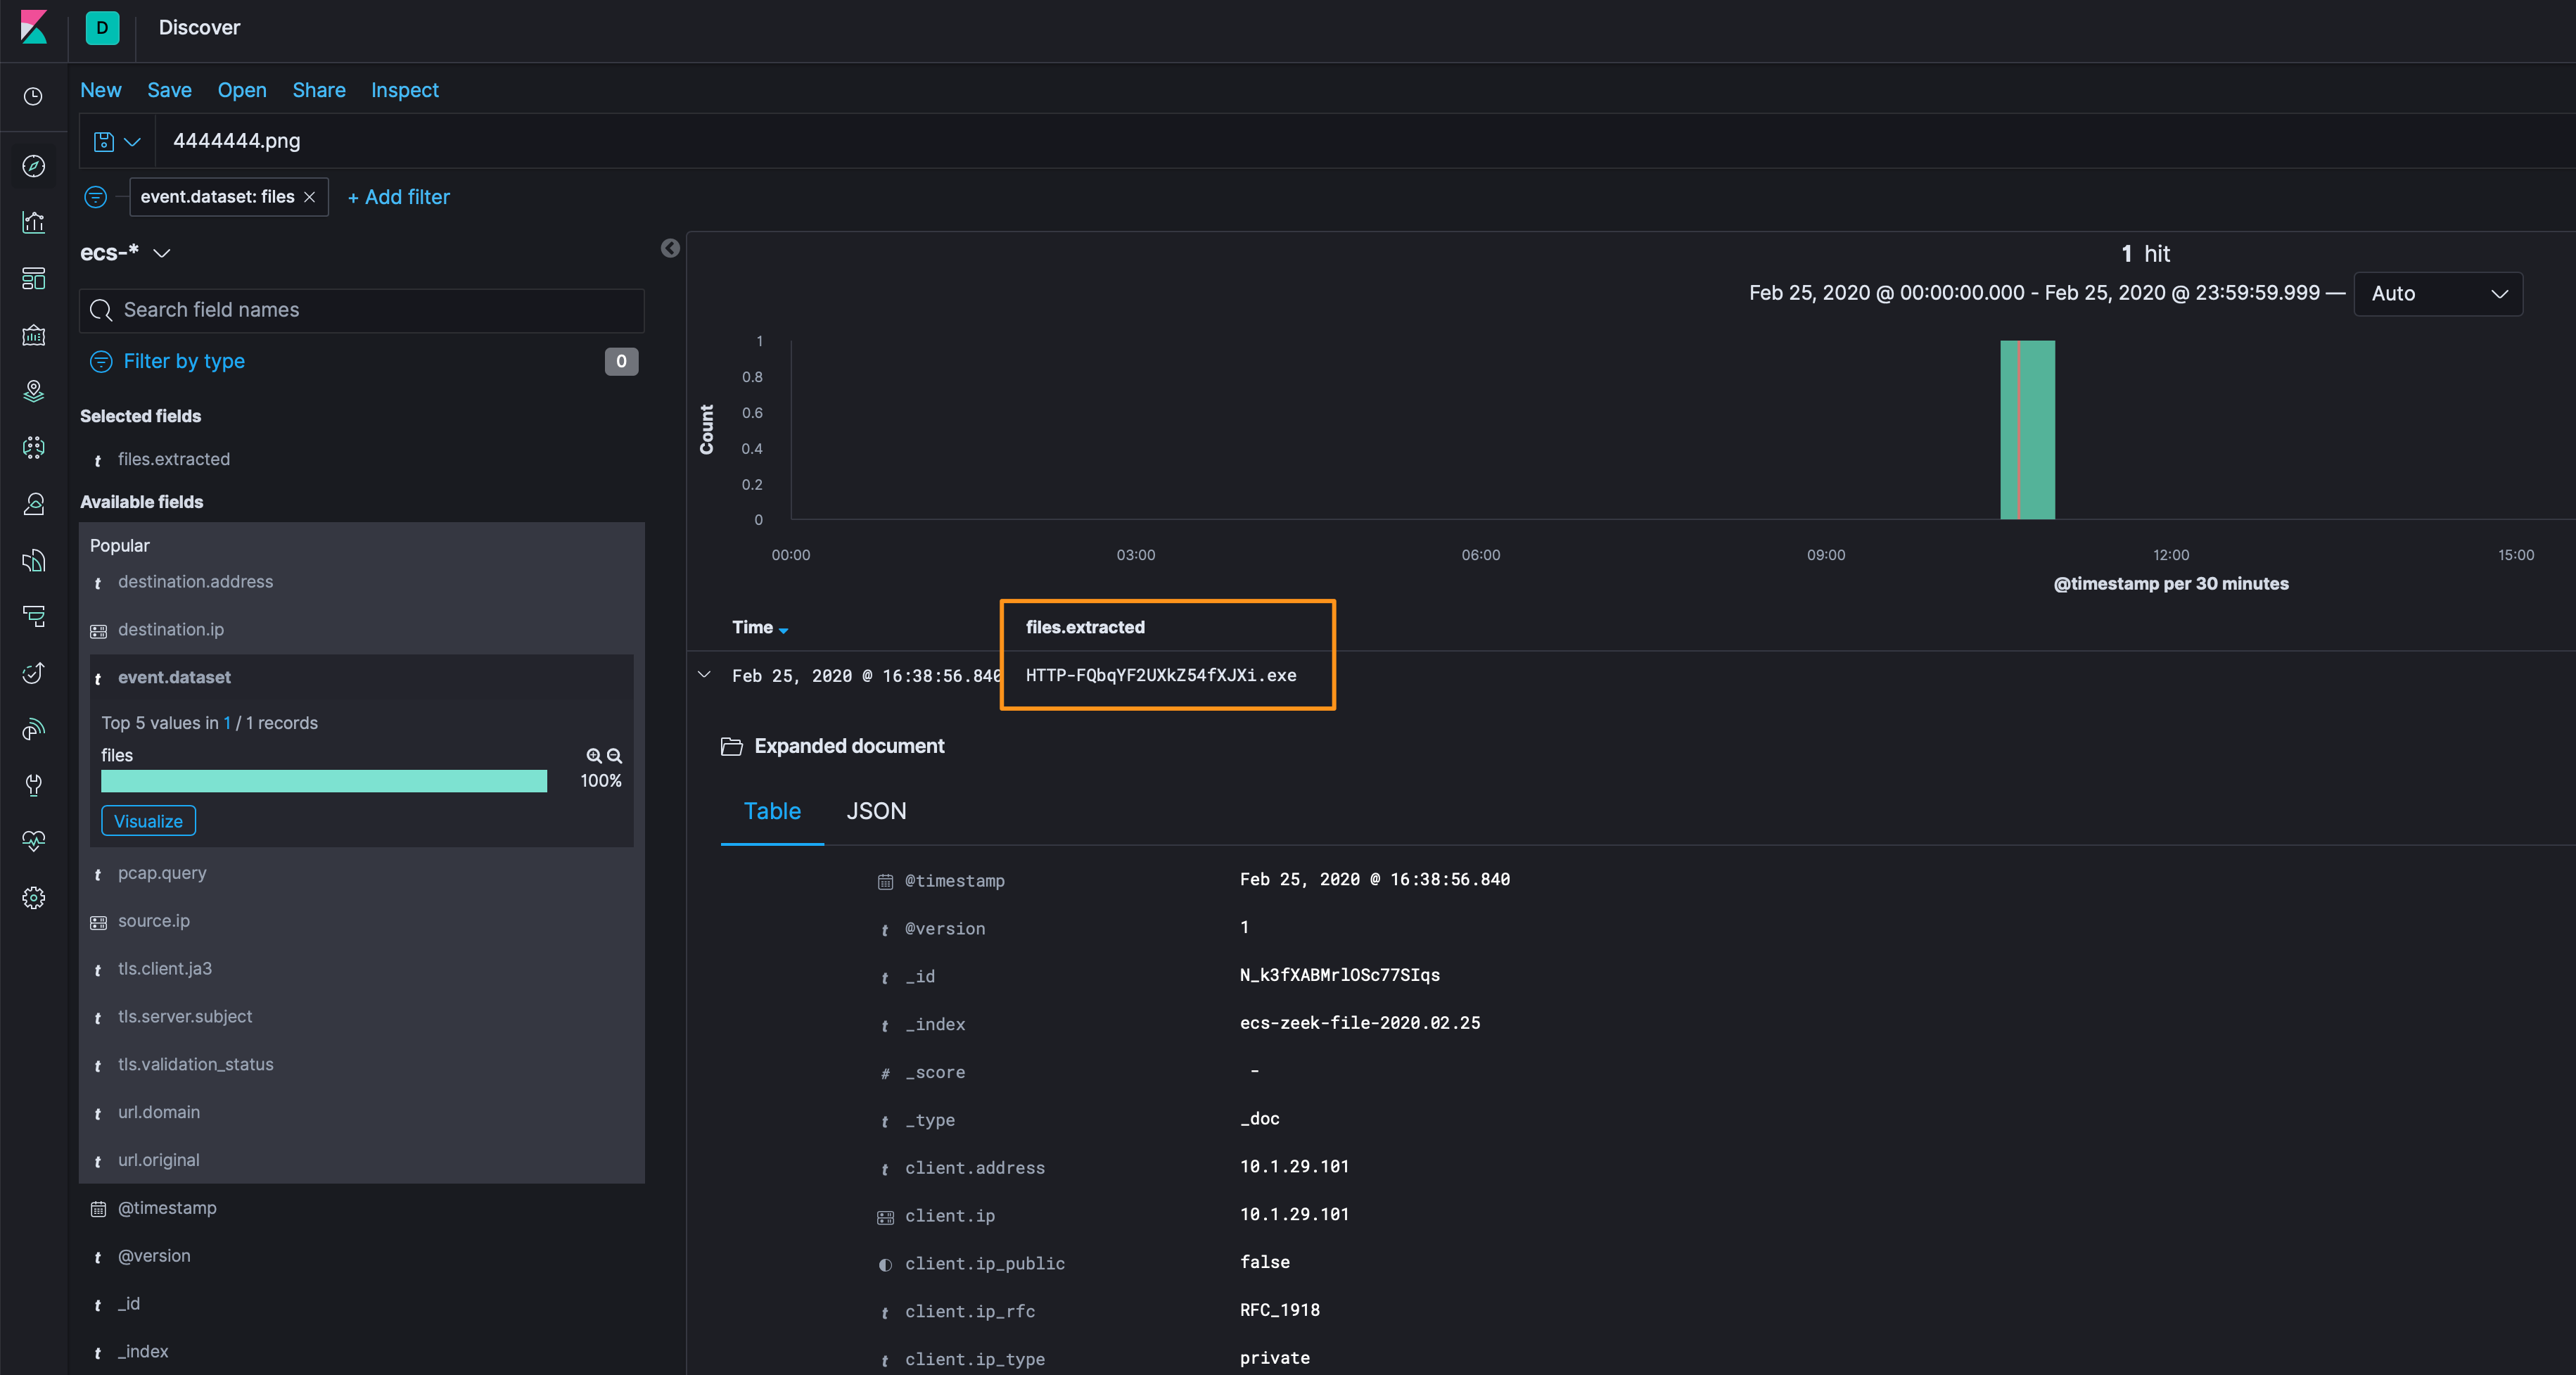 D Discover
New Save Open Share Inspect
4444444.png
event.dataset: files
+ Add filter
ecs-*
Search field names
Filter by type 0
Selected fields
t files.extracted
Available fields
Popular
t destination.address
destination.ip
t event.dataset
Top 5 values in 1 / 1 records
files
100%
Visualize
t pcap.query
source.ip
t tls.client.ja3
t tls.server.subject
t tls.validation_status
t url.domain
t url.original
@timestamp
t @version
t _id
t _index
1 hit
Feb 25, 2020 @ 00:00:00.000 - Feb 25, 2020 @ 23:59:59.999 — Auto
Count
1
0.8
0.6
0.4
0.2
0
00:00 03:00 06:00 09:00 12:00 15:00
@timestamp per 30 minutes
Time files.extracted
Feb 25, 2020 @ 16:38:56.840 HTTP-FQbqYF2UXkZ54fXJXi.exe
Expanded document
Table JSON
@timestamp Feb 25, 2020 @ 16:38:56.840
t @version 1
t _id N_k3fXABMrlOSc77SIqs
t _index ecs-zeek-file-2020.02.25
# _score -
t _type _doc
t client.address 10.1.29.101
client.ip 10.1.29.101
client.ip_public false
t client.ip_rfc RFC_1918
t client.ip_type private